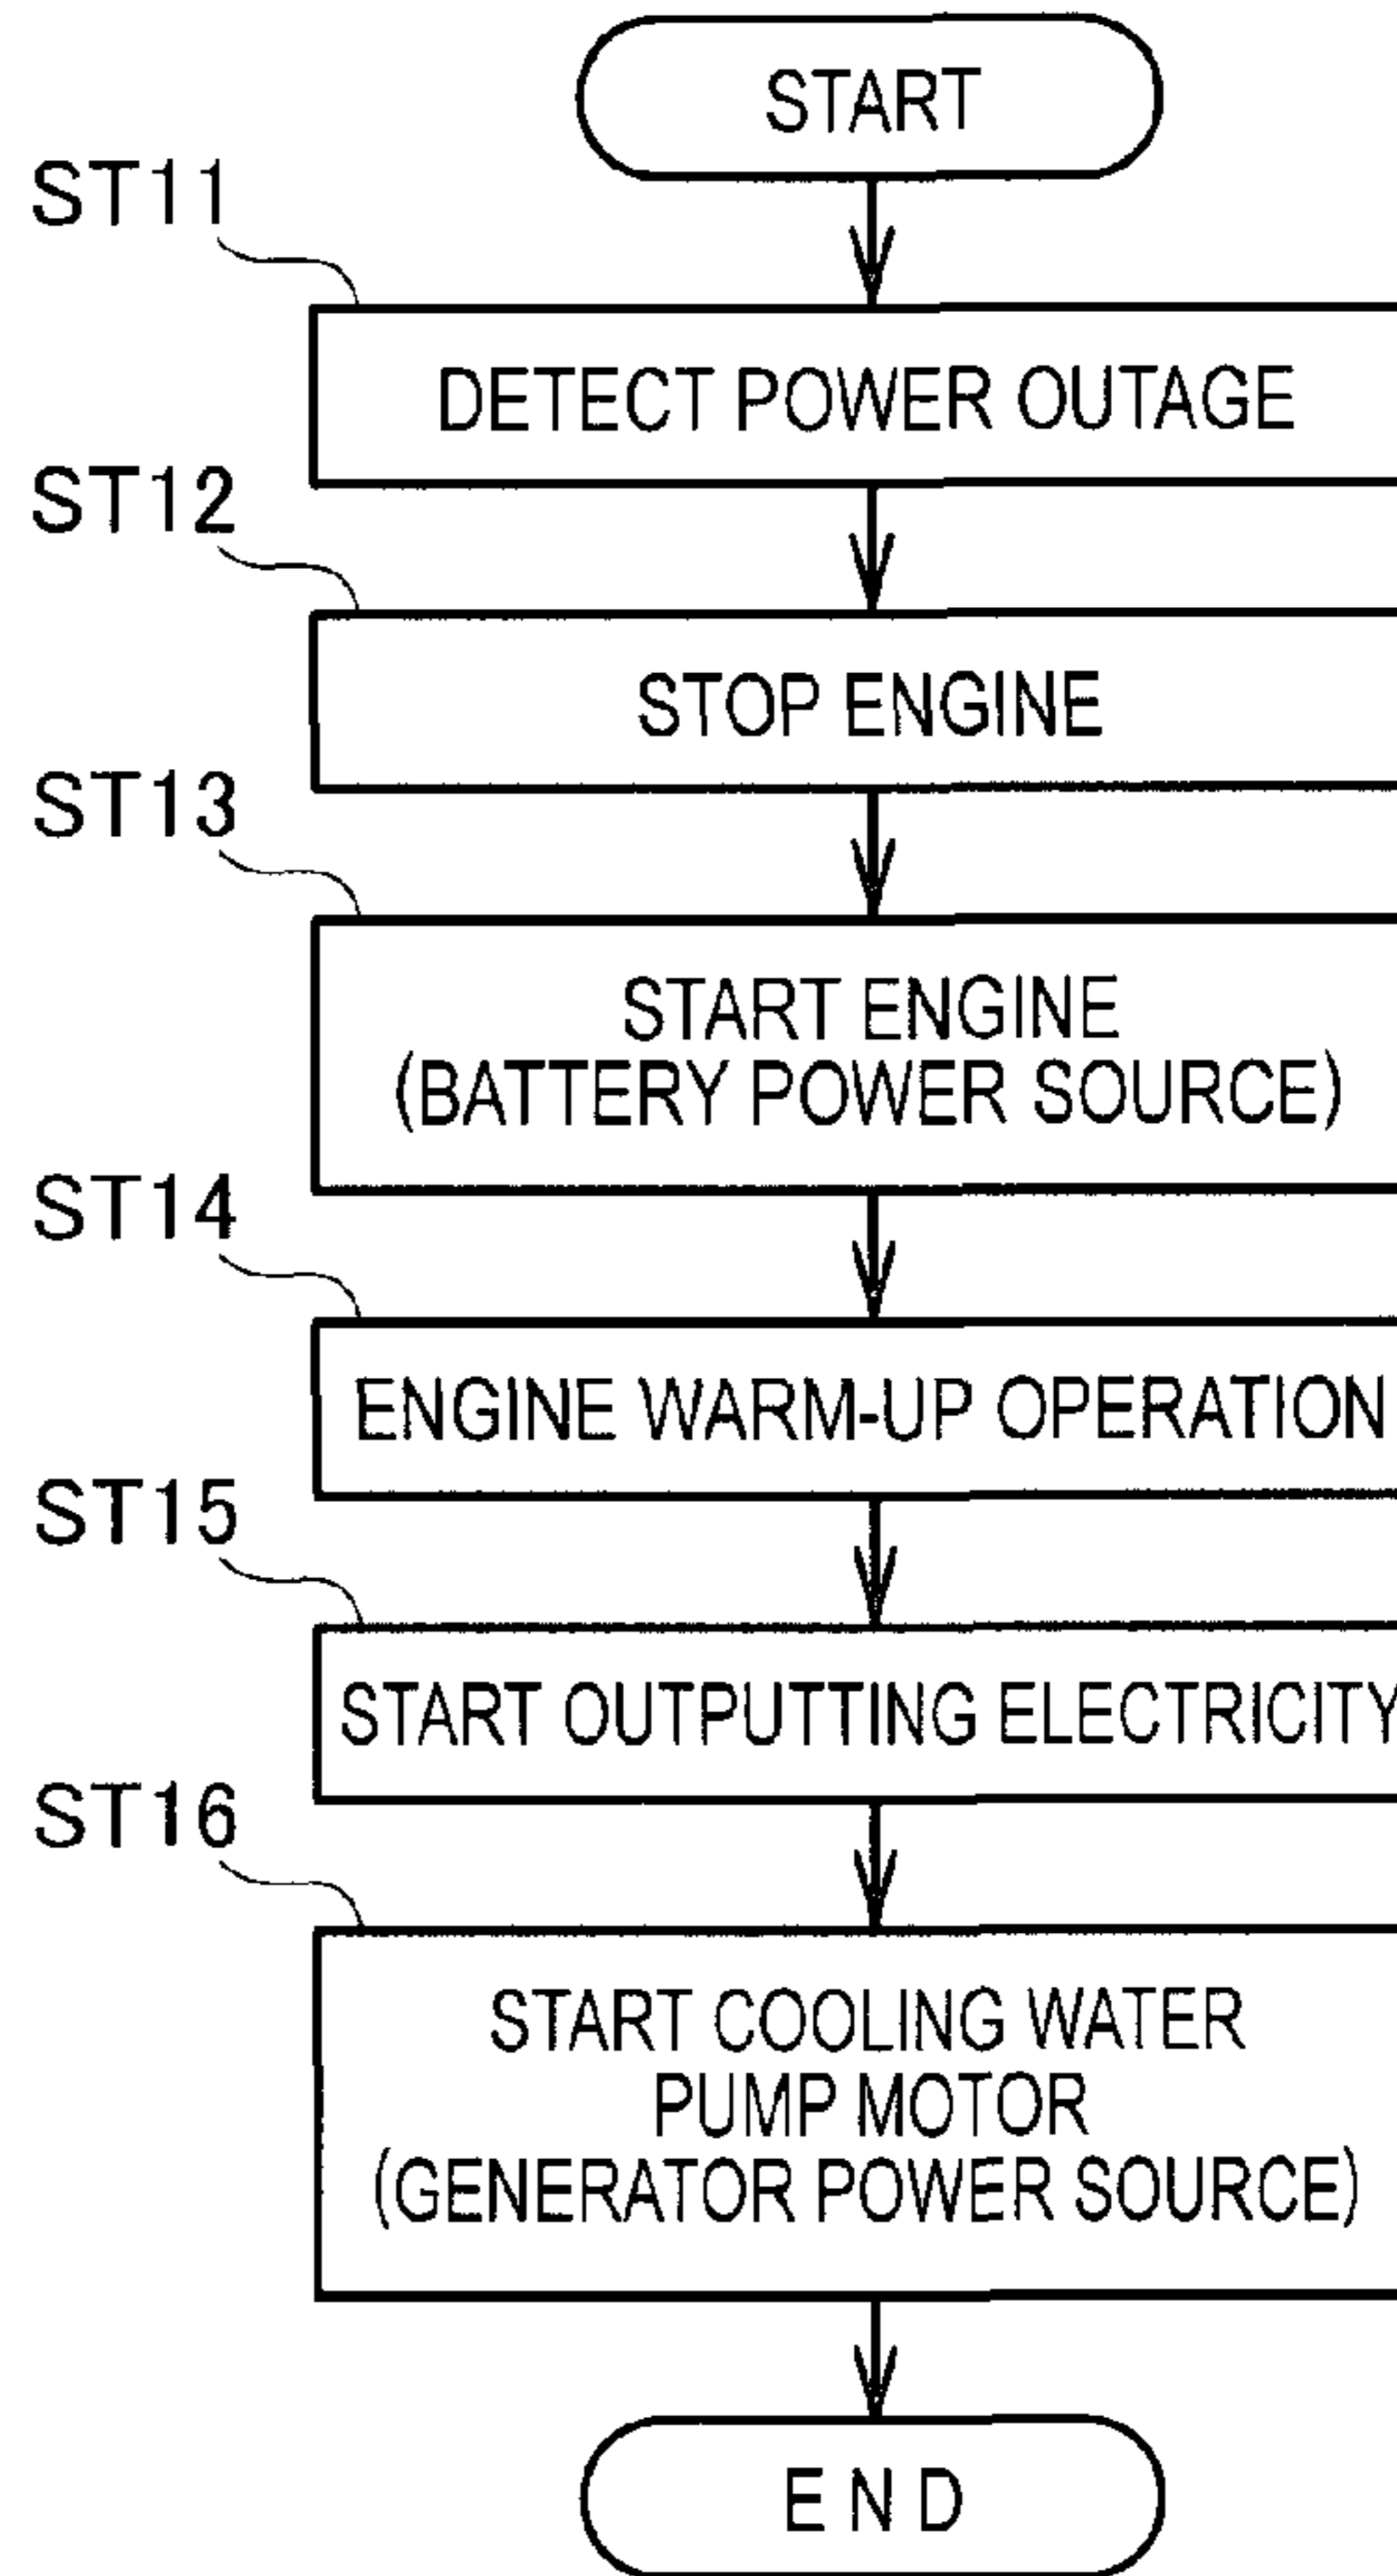 START
ST11
DETECT POWER OUTAGE
ST12
STOP ENGINE
ST13
START ENGINE
(BATTERY POWER SOURCE)
ST14
ENGINE WARM-UP OPERATION
ST15
START OUTPUTTING ELECTRICITY
ST16
START COOLING WATER
PUMP MOTOR
(GENERATOR POWER SOURCE)
END